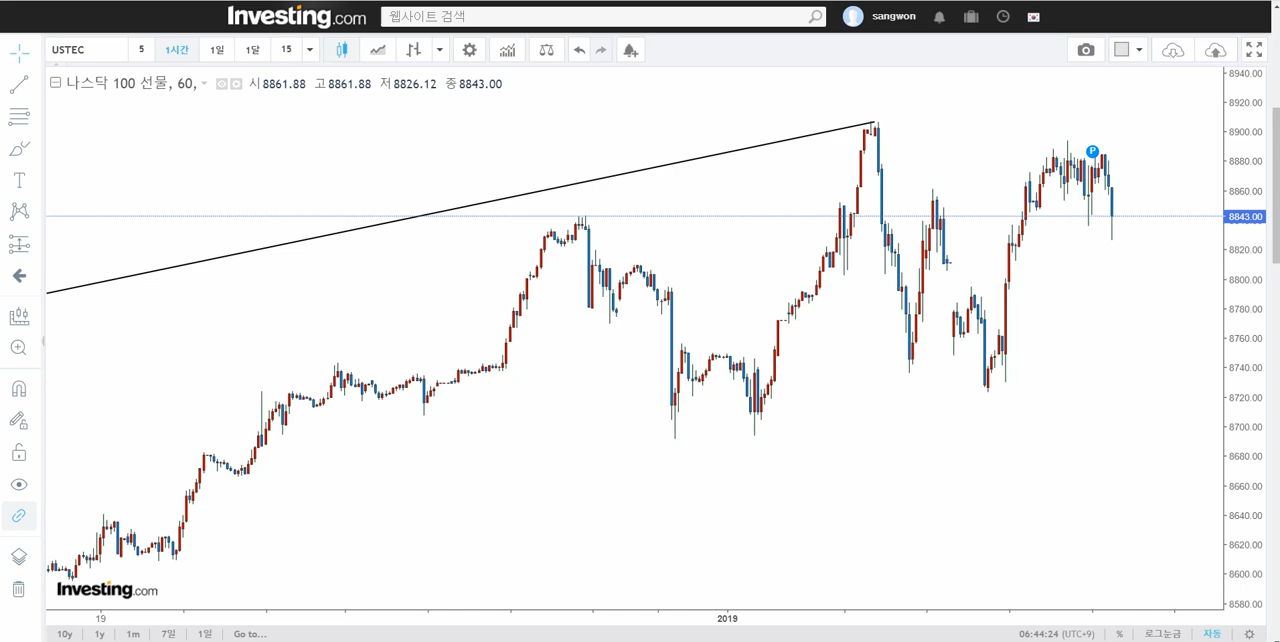 Investing.com
웹사이트 검색
sangwon
USTEC 5 1시간 1일 1달 15
나스닥 100 선물, 60, 시 8861.88 고 8861.88 저 8826.12 종 8843.00
P
8940.00
8920.00
8900.00
8880.00
8860.00
8843.00
8820.00
8800.00
8780.00
8760.00
8740.00
8720.00
8700.00
8680.00
8660.00
8640.00
8620.00
8600.00
8580.00
Investing.com
19 2019
10y 1y 1m 7일 1일 Go to... 06:44:24 (UTC+9) % 로그눈금 자동